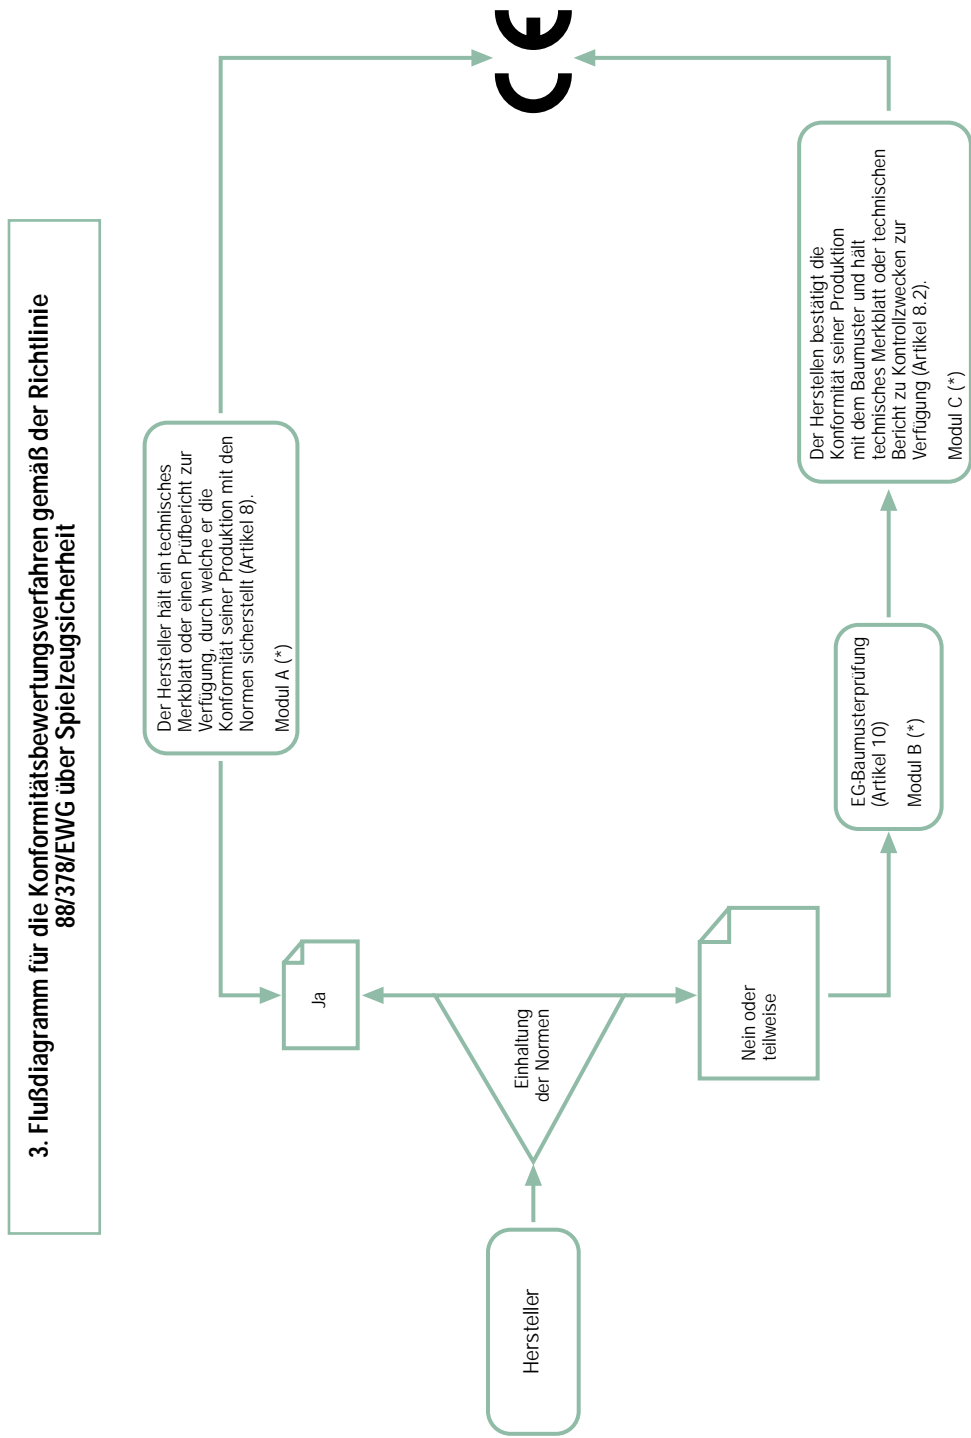 3. Flußdiagramm für die Konformitätsbewertungsverfahren gemäß der Richtlinie
88/378/EWG über Spielzeugsicherheit
Hersteller
Einhaltung
der Normen
Ja
Der Hersteller hält ein technisches
Merkblatt oder einen Prüfbericht zur
Verfügung, durch welche er die
Konformität seiner Produktion mit den
Normen sicherstellt (Artikel 8).
Modul A (*)
Nein oder
teilweise
EG-Baumusterprüfung
(Artikel 10)
Modul B (*)
Der Herstellen bestätigt die
Konformität seiner Produktion
mit dem Baumuster und hält
technisches Merkblatt oder technischen
Bericht zu Kontrollzwecken zur
Verfügung (Artikel 8.2).
Modul C (*)
CE